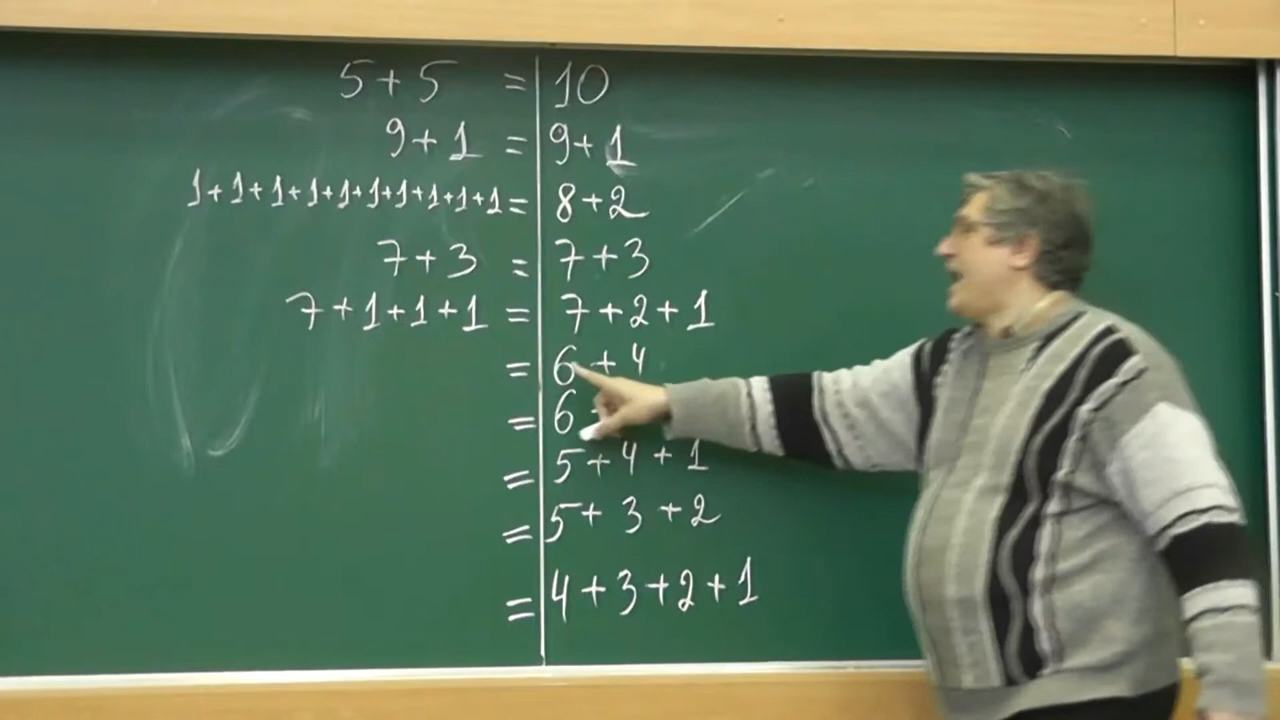 5+5 = 10
9+1 = 9+1
1+1+1+1+1+1+1+1+1+1 = 8+2
7+3 = 7+3
7+1+1+1 = 7+2+1
= 6+4
= 6
= 5+4+1
= 5+3+2
= 4+3+2+1